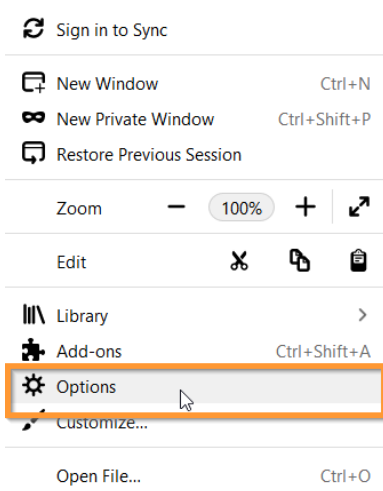 Sign in to Sync
New Window Ctrl+N
New Private Window Ctrl+Shift+P
Restore Previous Session
Zoom 100%
Edit
Library
Add-ons Ctrl+Shift+A
Options
Customize...
Open File... Ctrl+O